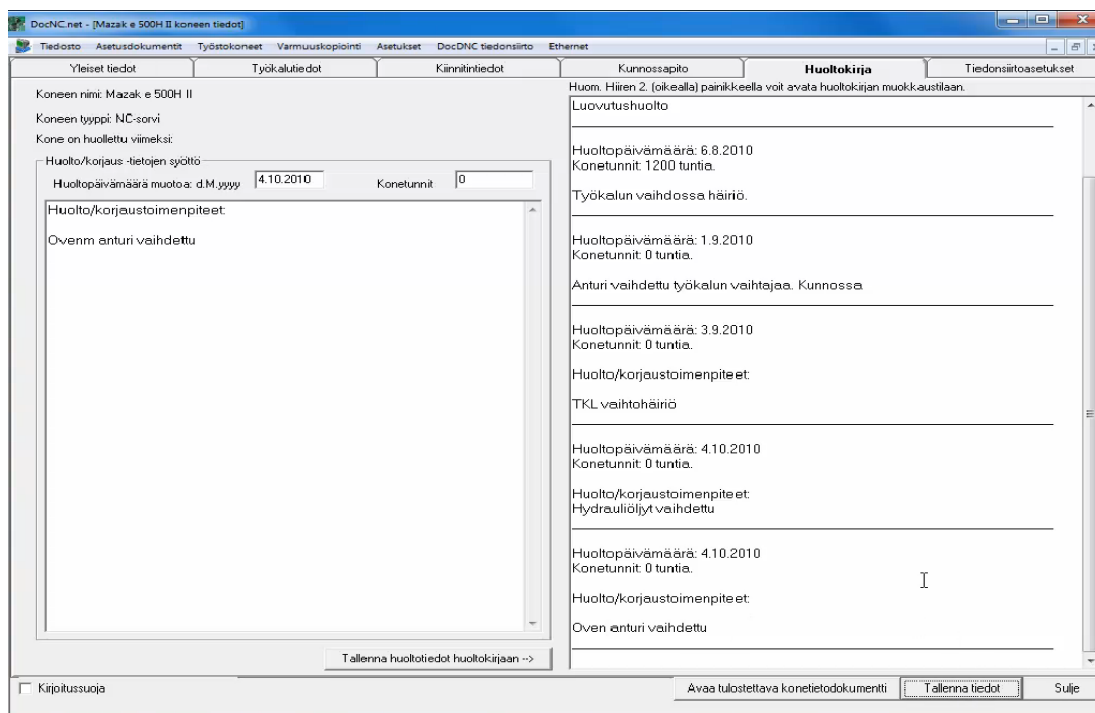 DocNC.net - [Mazak e 500H II koneen tiedot]
Tiedosto Asetusdokumentit Työstokoneet Varmuuskopiointi Asetukset DocDNC tiedonsiirto Ethernet
Yleiset tiedot Työkalutiedot Kiinnitintiedot Kunnossapito Huoltokirja Tiedonsiirtoasetukset
Koneen nimi: Mazak e 500H II
Koneen tyyppi: NC-sorvi
Kone on huollettu viimeksi:
Huolto/korjaus -tietojen syöttö
Huoltopäivämäärä muotoa: d.M.yyyy 4.10.2010 Konetunnit 0
Huolto/korjaustoimenpiteet:
Ovenm anturi vaihdettu
Tallenna huoltotiedot huoltokirjaan -->
Huom. Hiiren 2. (oikealla) painikkeella voit avata huoltokirjan muokkaustilaan.
Luovutushuolto
Huoltopäivämäärä: 6.8.2010
Konetunnit: 1200 tuntia.
Työkalun vaihdossa häiriö.
Huoltopäivämäärä: 1.9.2010
Konetunnit: 0 tuntia.
Anturi vaihdettu työkalun vaihtajaa. Kunnossa
Huoltopäivämäärä: 3.9.2010
Konetunnit: 0 tuntia.
Huolto/korjaustoimenpiteet:
TKL vaihtohäiriö
Huoltopäivämäärä: 4.10.2010
Konetunnit: 0 tuntia.
Huolto/korjaustoimenpiteet:
Hydrauliöljyt vaihdettu
Huoltopäivämäärä: 4.10.2010
Konetunnit: 0 tuntia.
Huolto/korjaustoimenpiteet:
Oven anturi vaihdettu
Kirjoitussuoja Avaa tulostettava konetietodokumentti Tallenna tiedot Sulje